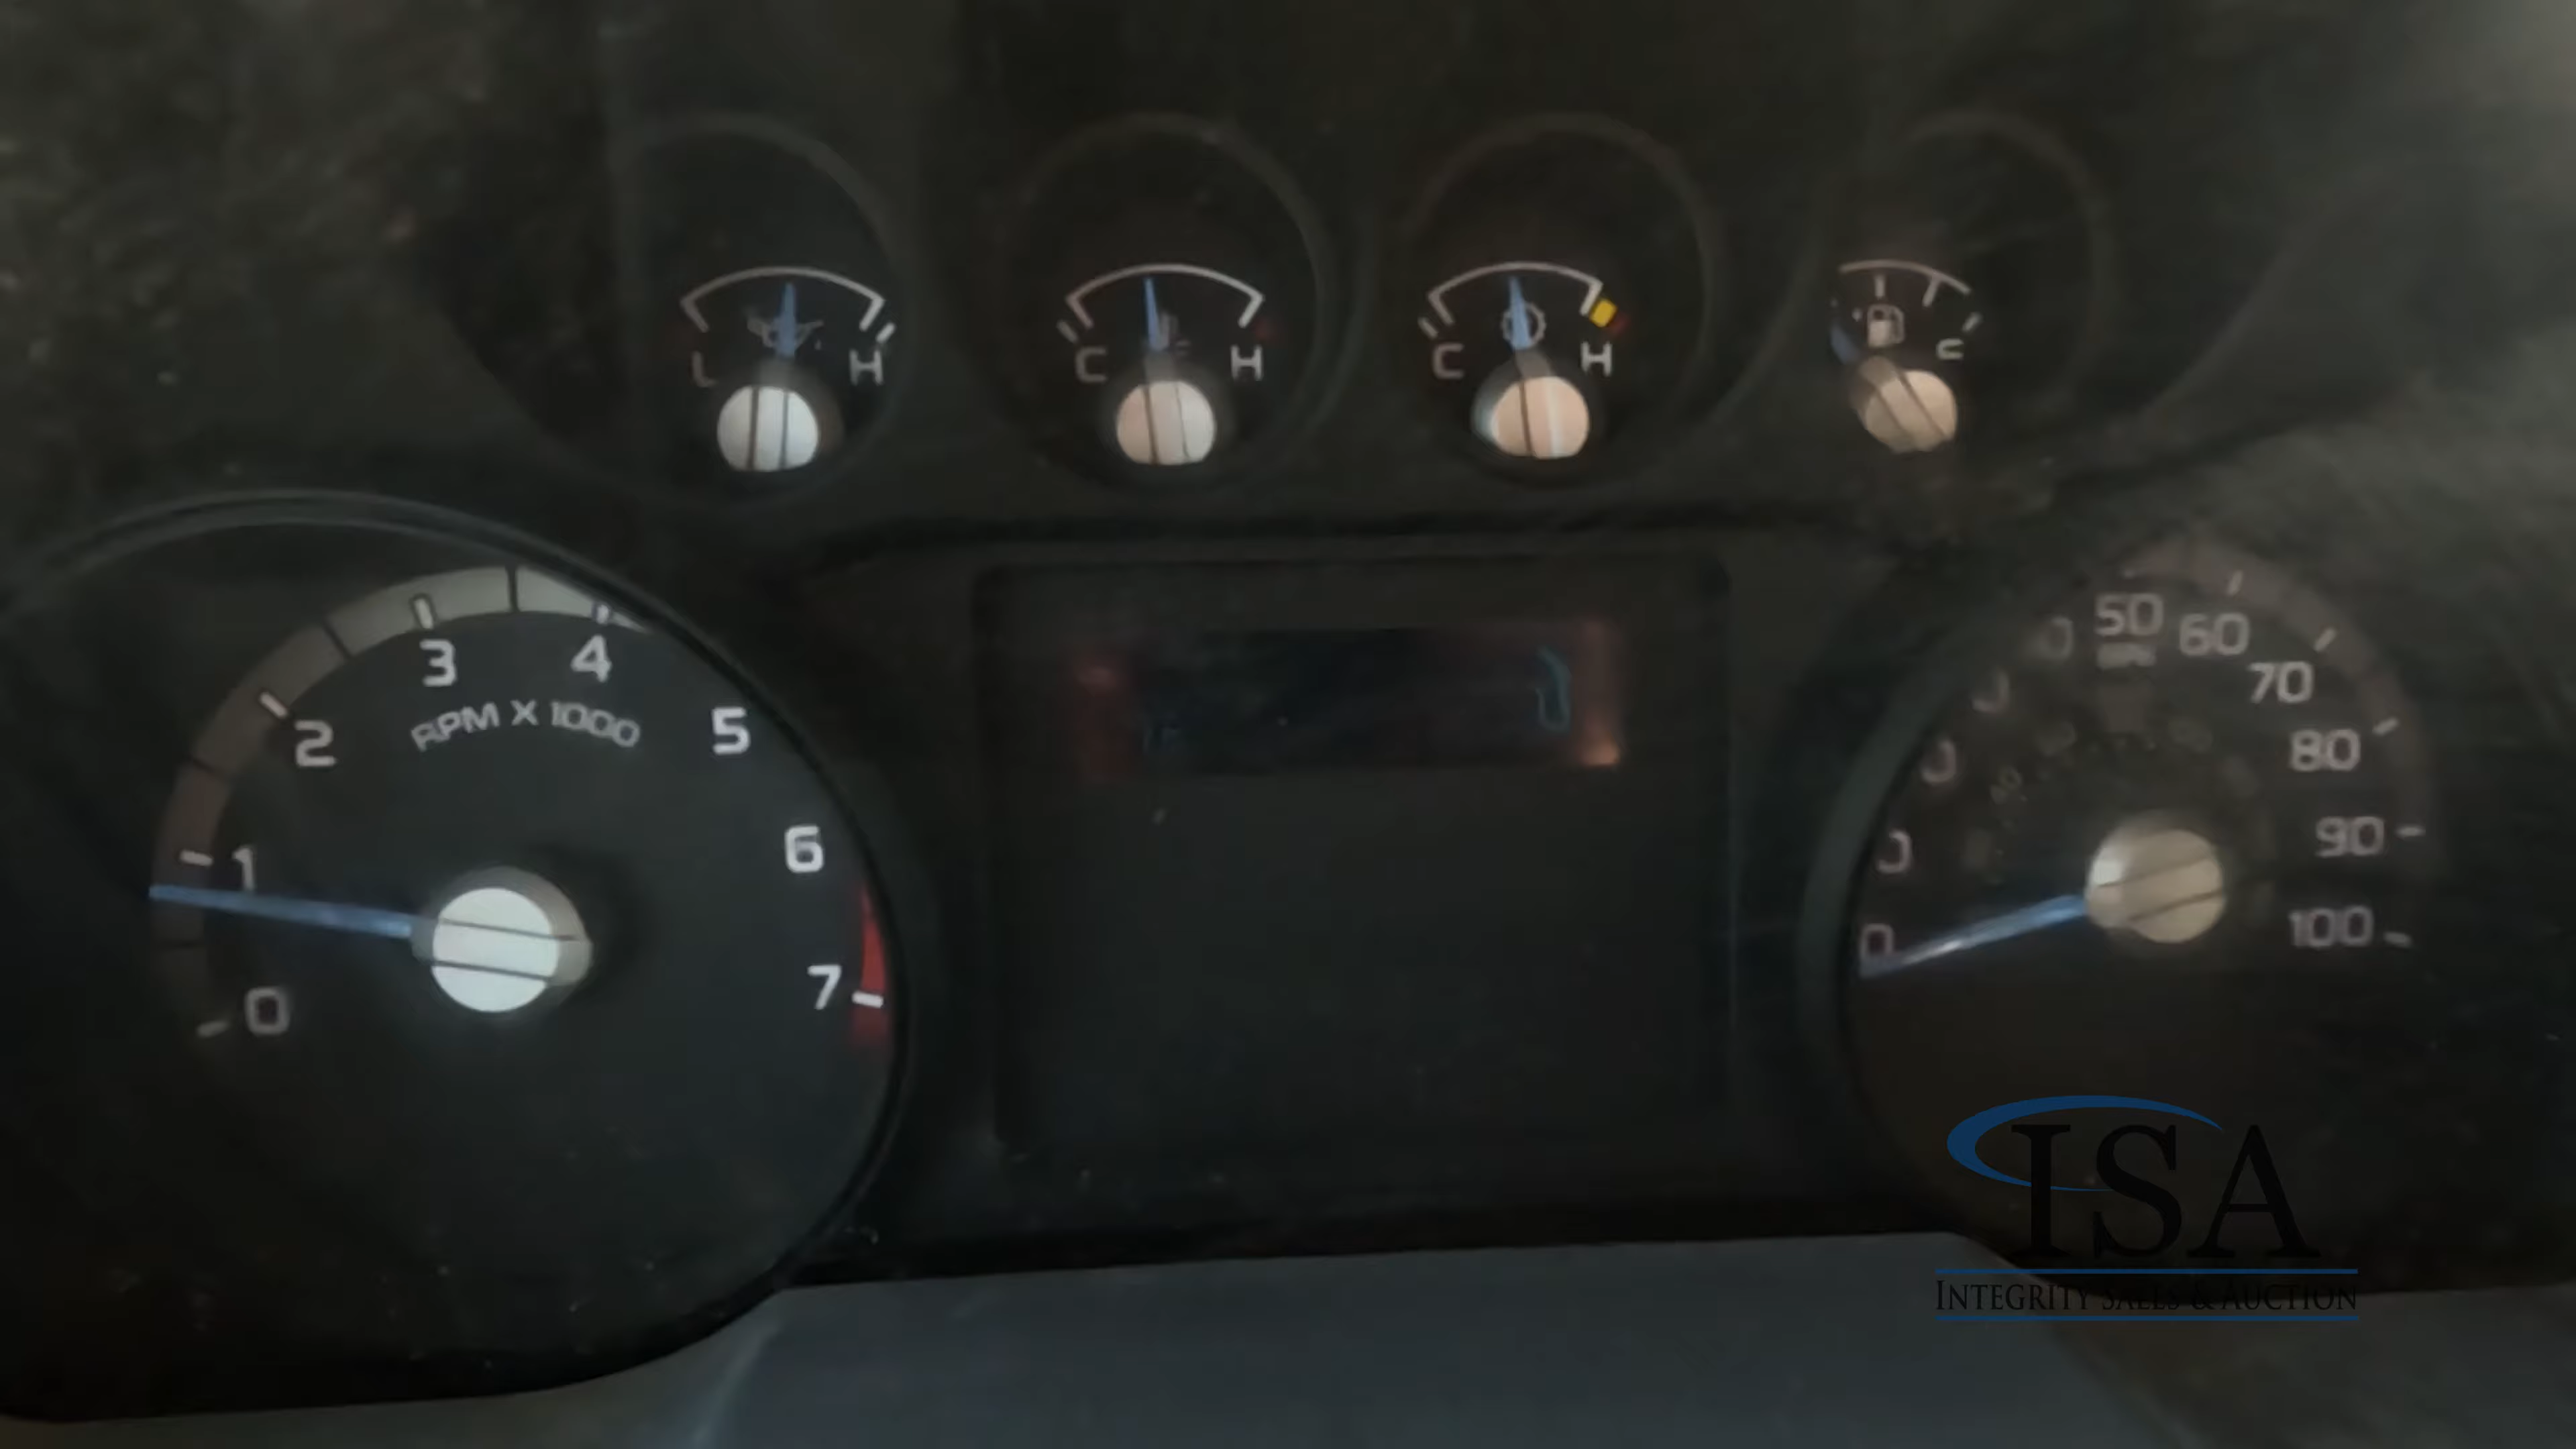 L H
C H
C H
0 1 2 3 4 5 6 7
RPM X 1000
0 50 60 70 80 90 100
ISA
INTEGRITY SALES & AUCTION